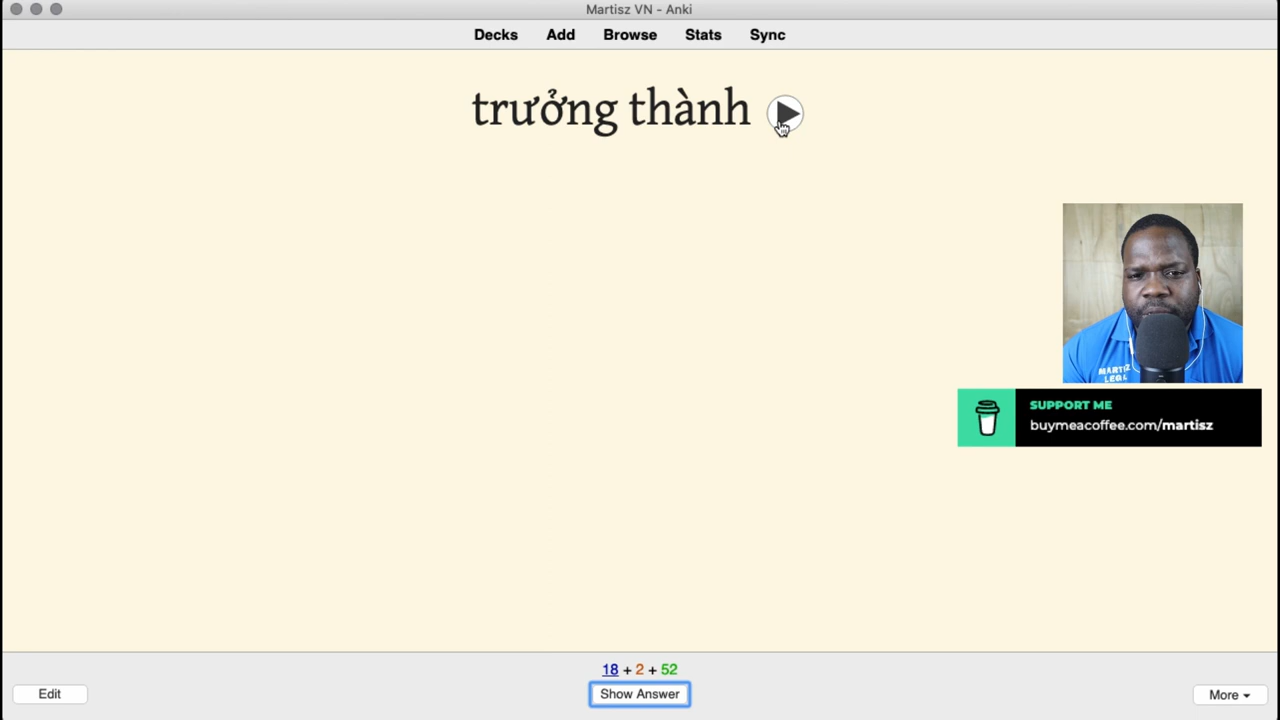 Martisz VN - Anki
Decks Add Browse Stats Sync
trưởng thành
MARTISZ
SUPPORT ME
buymeacoffee.com/martisz
18 + 2 + 52
Edit Show Answer More